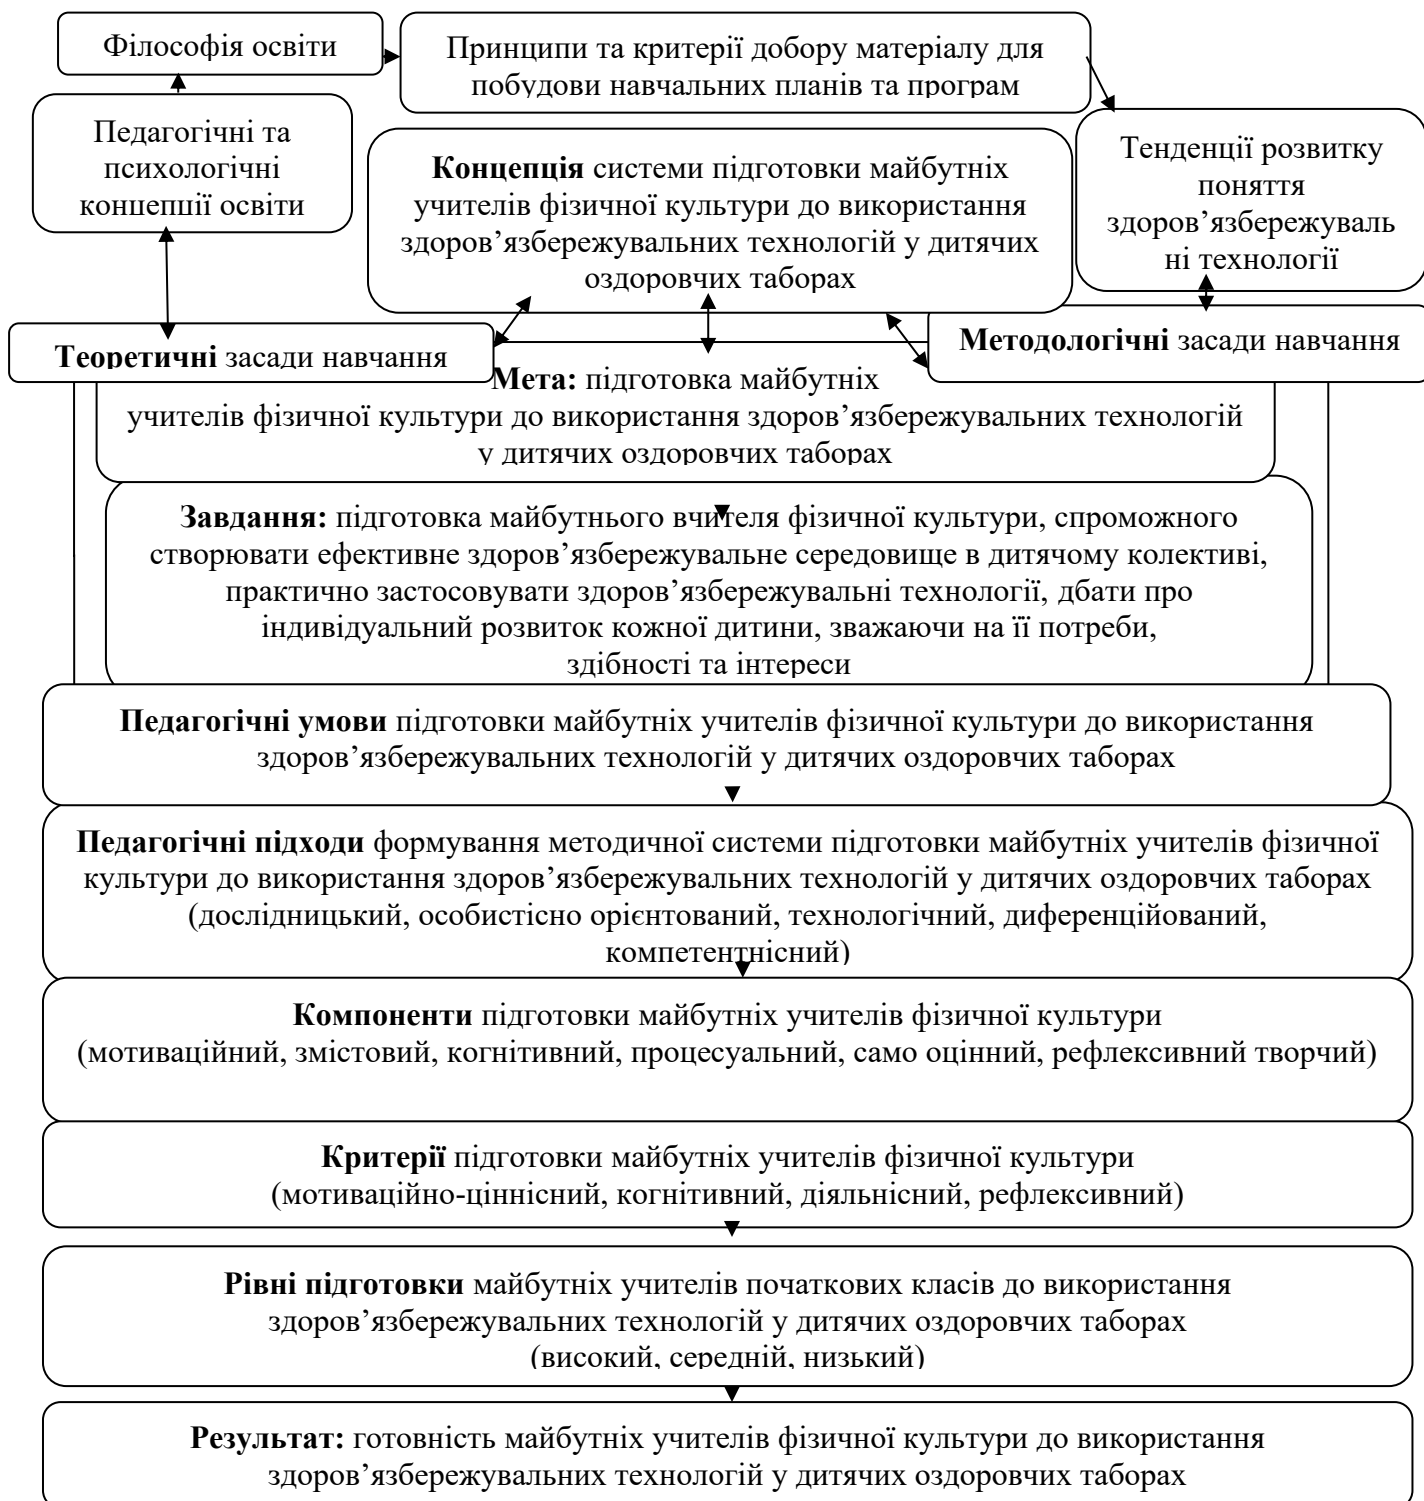 Філософія освіти
Принципи та критерії добору матеріалу для
побудови навчальних планів та програм
Педагогічні та
психологічні
концепції освіти
Концепція системи підготовки майбутніх
учителів фізичної культури до використання
здоров’язбережувальних технологій у дитячих
оздоровчих таборах
Тенденції розвитку
поняття
здоров’язбережуваль
ні технології
Теоретичні засади навчання
Методологічні засади навчання
Мета: підготовка майбутніх
учителів фізичної культури до використання здоров’язбережувальних технологій
у дитячих оздоровчих таборах
Завдання: підготовка майбутнього вчителя фізичної культури, спроможного
створювати ефективне здоров’язбережувальне середовище в дитячому колективі,
практично застосовувати здоров’язбережувальні технології, дбати про
індивідуальний розвиток кожної дитини, зважаючи на її потреби,
здібності та інтереси
Педагогічні умови підготовки майбутніх учителів фізичної культури до використання
здоров’язбережувальних технологій у дитячих оздоровчих таборах
Педагогічні підходи формування методичної системи підготовки майбутніх учителів фізичної
культури до використання здоров’язбережувальних технологій у дитячих оздоровчих таборах
(дослідницький, особистісно орієнтований, технологічний, диференційований,
компетентнісний)
Компоненти підготовки майбутніх учителів фізичної культури
(мотиваційний, змістовий, когнітивний, процесуальний, само оцінний, рефлексивний творчий)
Критерії підготовки майбутніх учителів фізичної культури
(мотиваційно-ціннісний, когнітивний, діяльнісний, рефлексивний)
Рівні підготовки майбутніх учителів початкових класів до використання
здоров’язбережувальних технологій у дитячих оздоровчих таборах
(високий, середній, низький)
Результат: готовність майбутніх учителів фізичної культури до використання
здоров’язбережувальних технологій у дитячих оздоровчих таборах